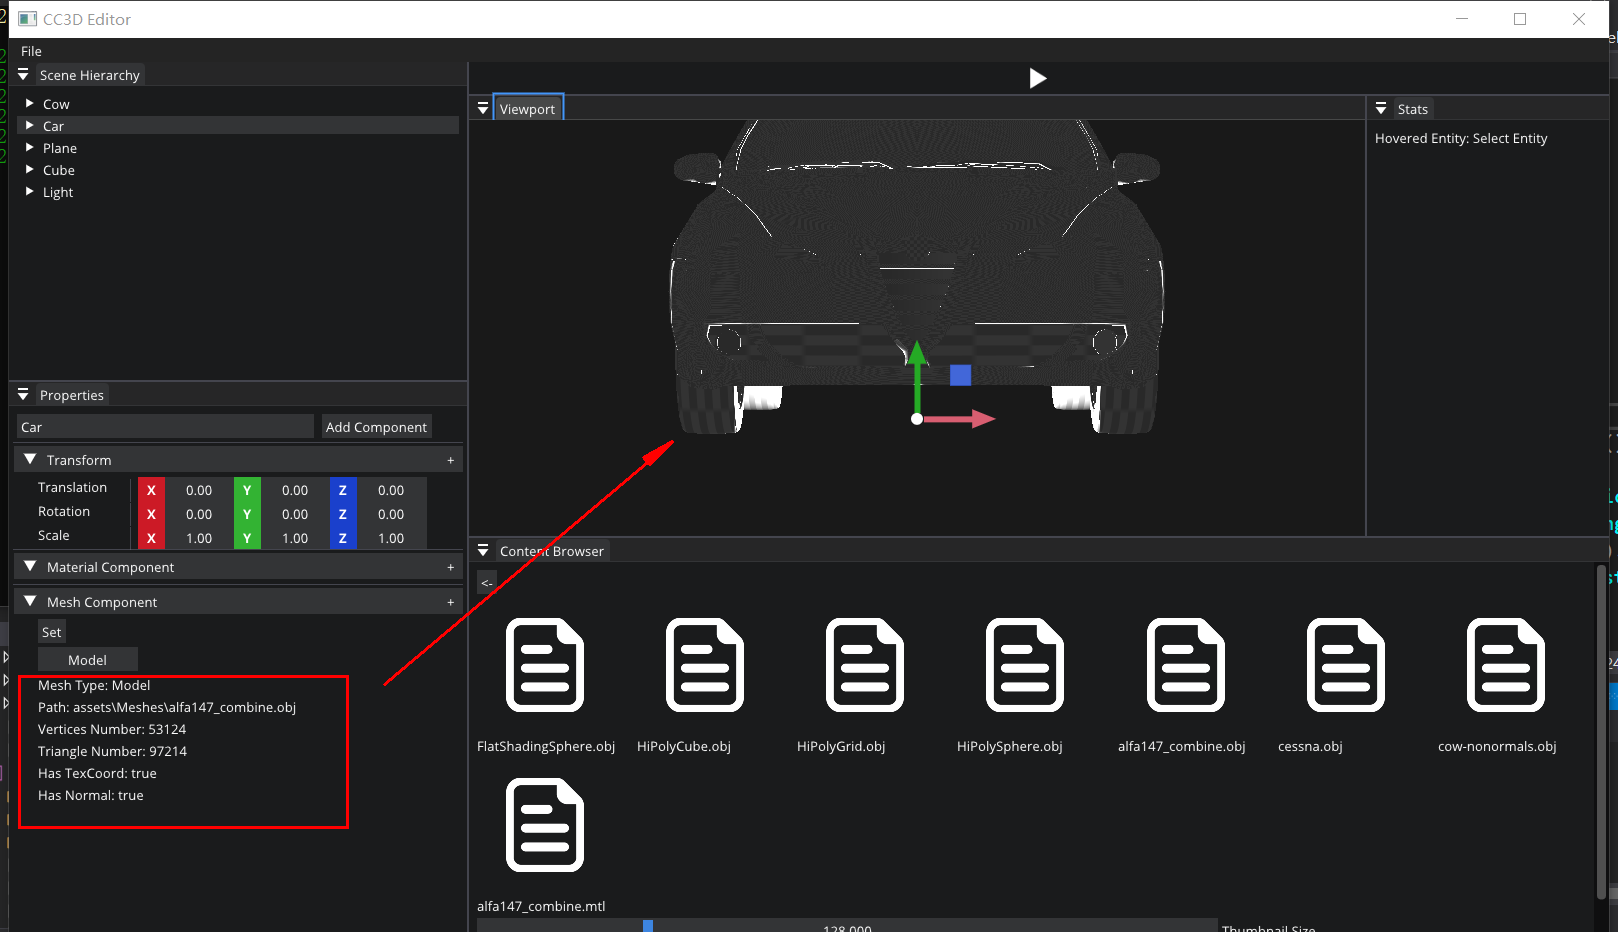 CC3D Editor
File
Scene Hierarchy
Cow
Car
Plane
Cube
Light
Viewport
Stats
Hovered Entity: Select Entity
Properties
Car
Add Component
Transform +
Translation X 0.00 Y 0.00 Z 0.00
Rotation X 0.00 Y 0.00 Z 0.00
Scale X 1.00 Y 1.00 Z 1.00
Material Component +
Mesh Component +
Set
Model
Mesh Type: Model
Path: assets\Meshes\alfa147_combine.obj
Vertices Number: 53124
Triangle Number: 97214
Has TexCoord: true
Has Normal: true
Content Browser
<-
FlatShadingSphere.obj
HiPolyCube.obj
HiPolyGrid.obj
HiPolySphere.obj
alfa147_combine.obj
cessna.obj
cow-nonormals.obj
alfa147_combine.mtl
128.000 Thumbnail Size